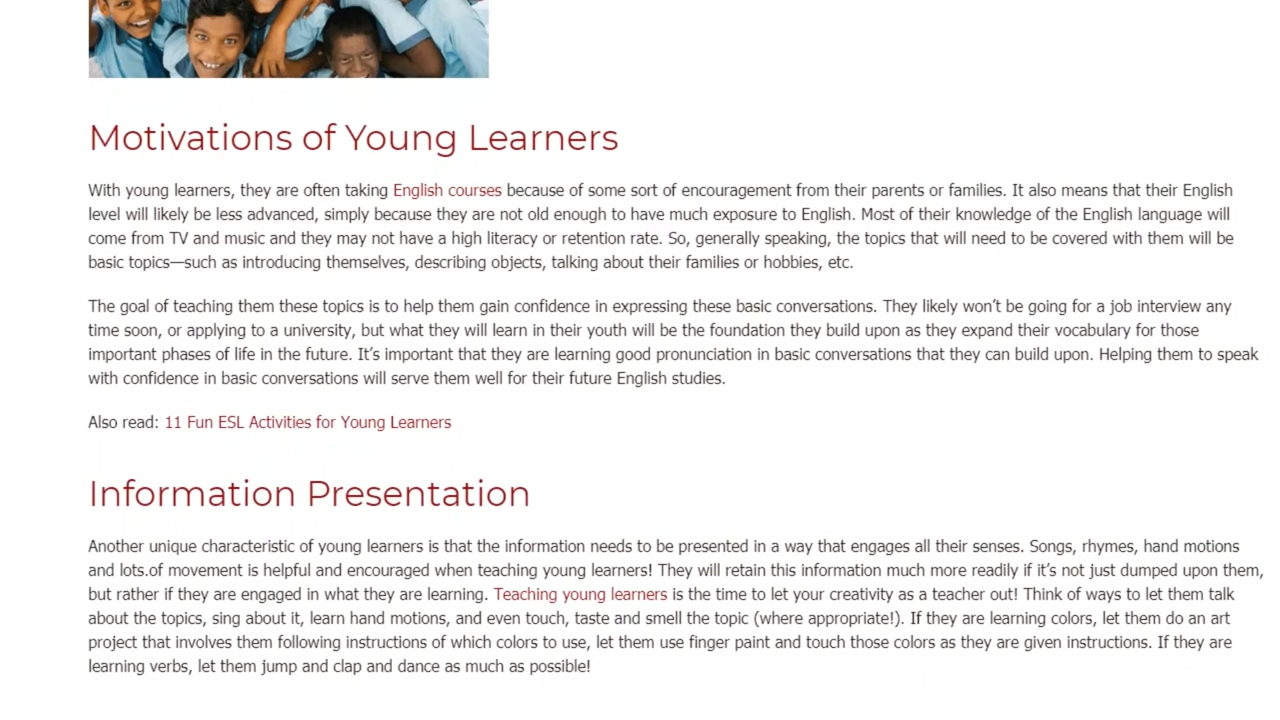 Motivations of Young Learners
With young learners, they are often taking English courses because of some sort of encouragement from their parents or families. It also means that their English
level will likely be less advanced, simply because they are not old enough to have much exposure to English. Most of their knowledge of the English language will
come from TV and music and they may not have a high literacy or retention rate. So, generally speaking, the topics that will need to be covered with them will be
basic topics—such as introducing themselves, describing objects, talking about their families or hobbies, etc.
The goal of teaching them these topics is to help them gain confidence in expressing these basic conversations. They likely won’t be going for a job interview any
time soon, or applying to a university, but what they will learn in their youth will be the foundation they build upon as they expand their vocabulary for those
important phases of life in the future. It’s important that they are learning good pronunciation in basic conversations that they can build upon. Helping them to speak
with confidence in basic conversations will serve them well for their future English studies.
Also read: 11 Fun ESL Activities for Young Learners
Information Presentation
Another unique characteristic of young learners is that the information needs to be presented in a way that engages all their senses. Songs, rhymes, hand motions
and lots.of movement is helpful and encouraged when teaching young learners! They will retain this information much more readily if it’s not just dumped upon them,
but rather if they are engaged in what they are learning. Teaching young learners is the time to let your creativity as a teacher out! Think of ways to let them talk
about the topics, sing about it, learn hand motions, and even touch, taste and smell the topic (where appropriate!). If they are learning colors, let them do an art
project that involves them following instructions of which colors to use, let them use finger paint and touch those colors as they are given instructions. If they are
learning verbs, let them jump and clap and dance as much as possible!